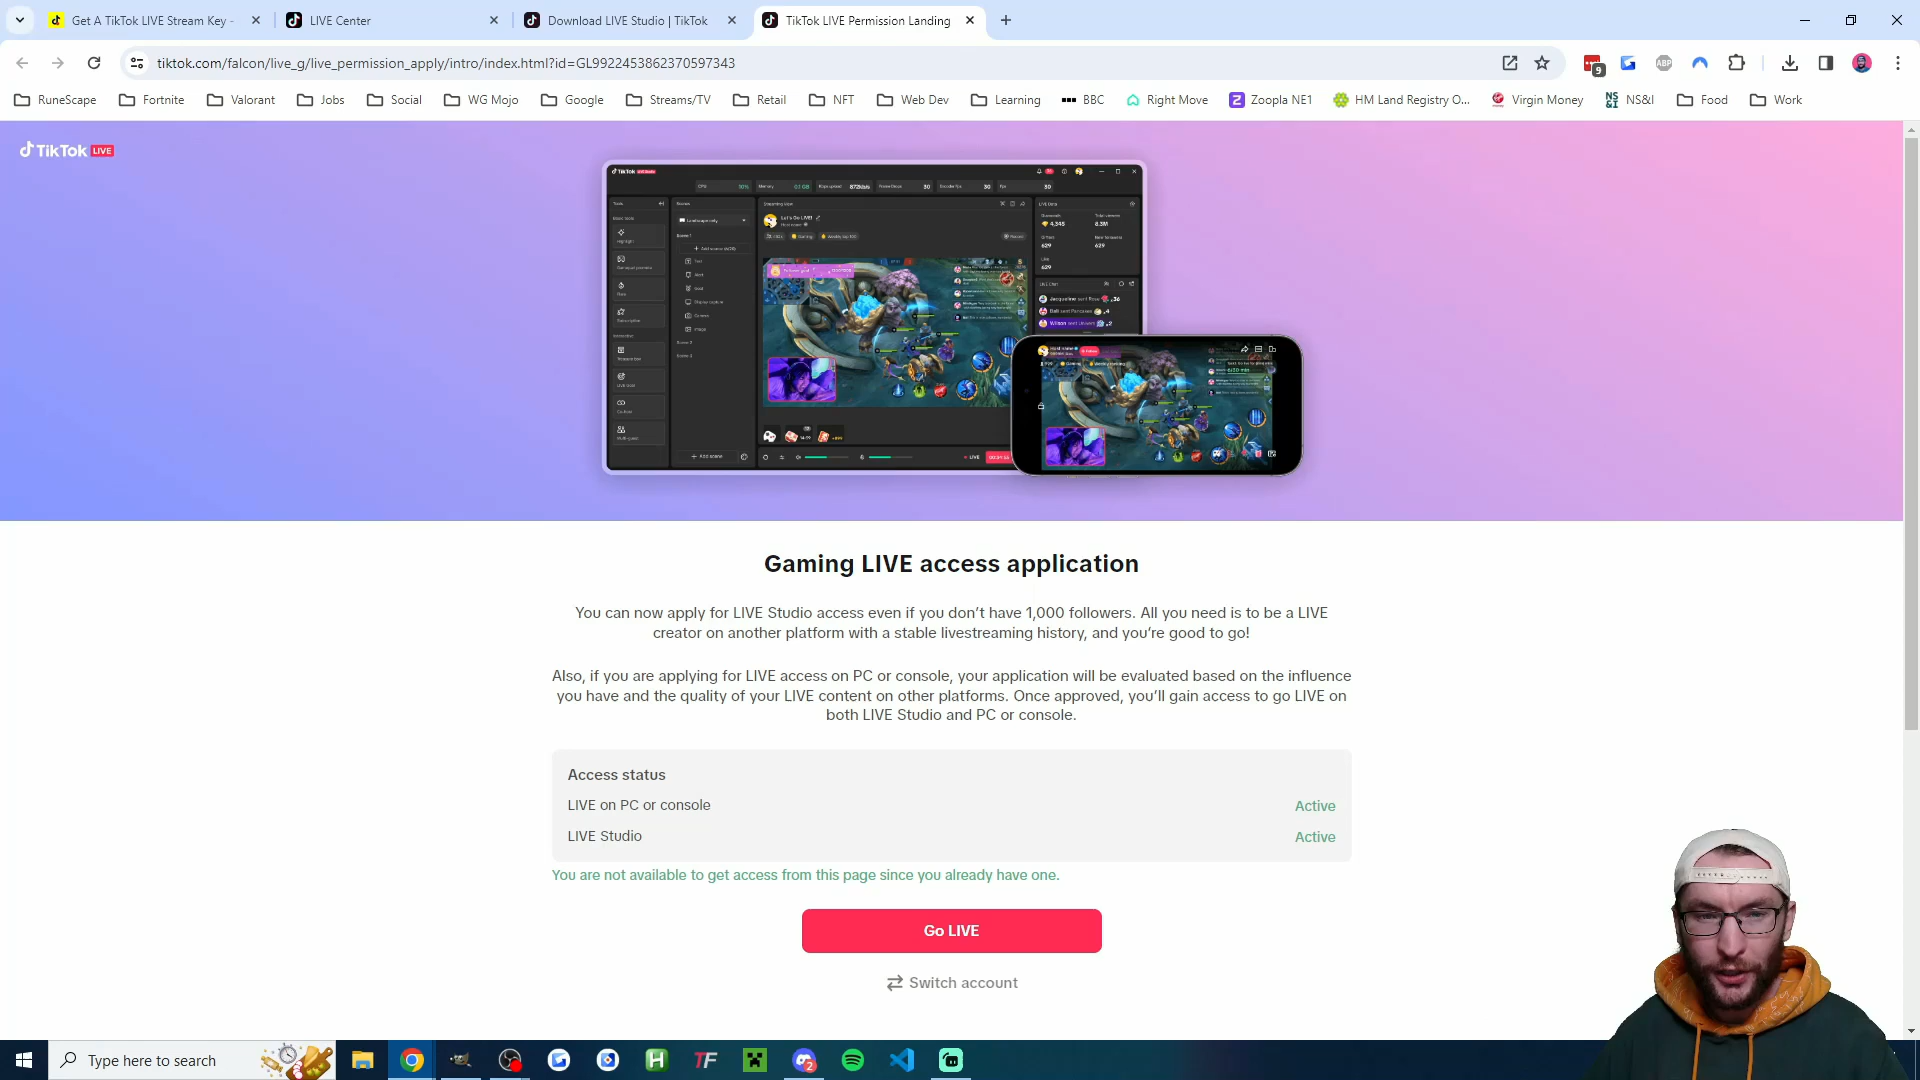 Get A TikTok LIVE Stream Key -
LIVE Center
Download LIVE Studio | TikTok
TikTok LIVE Permission Landing
tiktok.com/falcon/live_g/live_permission_apply/intro/index.html?id=GL9922453862370597343
9
ABP
RuneScape
Fortnite
Valorant
Jobs
Social
WG Mojo
Google
Streams/TV
Retail
NFT
Web Dev
Learning
BBC
Right Move
Zoopla NE1
HM Land Registry O...
Virgin Money
NS&I
Food
Work
TikTok LIVE
Gaming LIVE access application
You can now apply for LIVE Studio access even if you don’t have 1,000 followers. All you need is to be a LIVE
creator on another platform with a stable livestreaming history, and you’re good to go!
Also, if you are applying for LIVE access on PC or console, your application will be evaluated based on the influence
you have and the quality of your LIVE content on other platforms. Once approved, you’ll gain access to go LIVE on
both LIVE Studio and PC or console.
Access status
LIVE on PC or console
Active
LIVE Studio
Active
You are not available to get access from this page since you already have one.
Go LIVE
Switch account
Type here to search